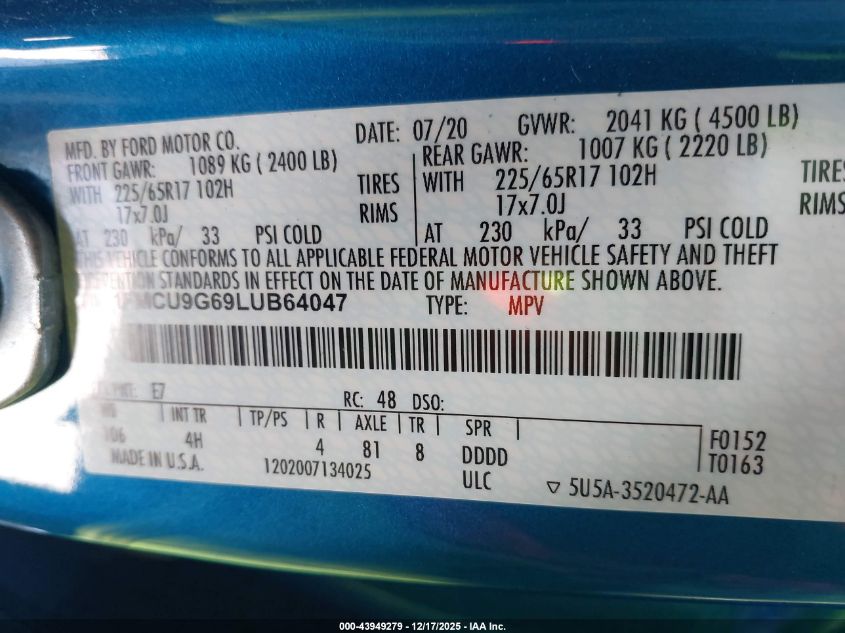 MFD. BY FORD MOTOR CO. DATE: 07/20 GVWR: 2041 KG ( 4500 LB)
FRONT GAWR: 1089 KG ( 2400 LB) REAR GAWR: 1007 KG ( 2220 LB)
WITH 225/65R17 102H TIRES WITH 225/65R17 102H TIRES
17x7.0J RIMS 17x7.0J RIMS
AT 230 kPa/ 33 PSI COLD AT 230 kPa/ 33 PSI COLD
THIS VEHICLE CONFORMS TO ALL APPLICABLE FEDERAL MOTOR VEHICLE SAFETY AND THEFT
STANDARDS IN EFFECT ON THE DATE OF MANUFACTURE SHOWN ABOVE.
1FMCU9G69LUB64047 TYPE: MPV
E7 RC: 48 DSO:
INT TR TP/PS R AXLE TR SPR
106 4H 4 81 8 DDDD F0152
MADE IN U.S.A. 1202007134025 ULC T0163
▽ 5U5A-3520472-AA
000-43949279 – 12/17/2025 – IAA Inc.